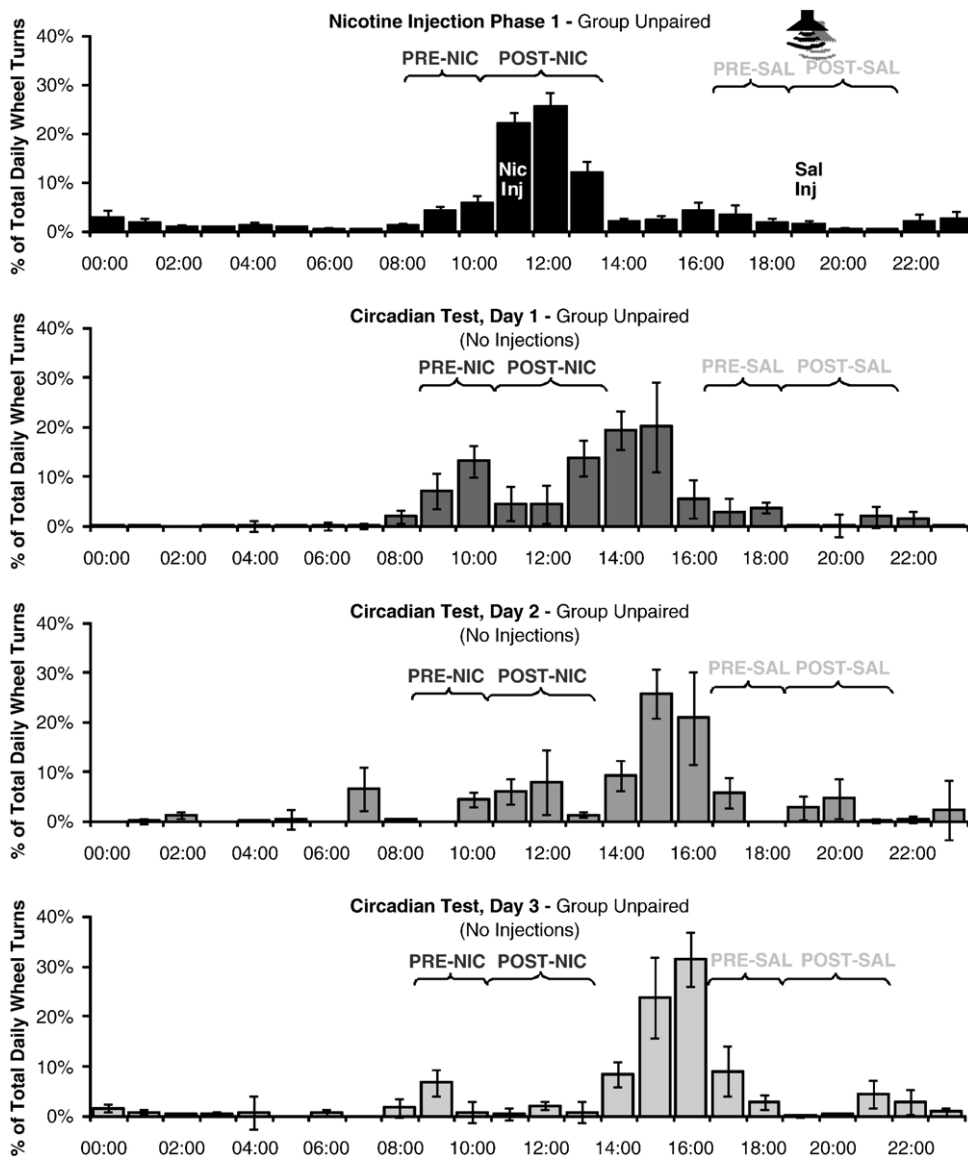 Nicotine Injection Phase 1 - Group Unpaired
% of Total Daily Wheel Turns
40%
30%
20%
10%
0%
PRE-NIC POST-NIC PRE-SAL POST-SAL
Nic
Inj
Sal
Inj
00:00 02:00 04:00 06:00 08:00 10:00 12:00 14:00 16:00 18:00 20:00 22:00
Circadian Test, Day 1 - Group Unpaired
(No Injections)
% of Total Daily Wheel Turns
40%
30%
20%
10%
0%
PRE-NIC POST-NIC PRE-SAL POST-SAL
00:00 02:00 04:00 06:00 08:00 10:00 12:00 14:00 16:00 18:00 20:00 22:00
Circadian Test, Day 2 - Group Unpaired
(No Injections)
% of Total Daily Wheel Turns
40%
30%
20%
10%
0%
PRE-NIC POST-NIC PRE-SAL POST-SAL
00:00 02:00 04:00 06:00 08:00 10:00 12:00 14:00 16:00 18:00 20:00 22:00
Circadian Test, Day 3 - Group Unpaired
(No Injections)
% of Total Daily Wheel Turns
40%
30%
20%
10%
0%
PRE-NIC POST-NIC PRE-SAL POST-SAL
00:00 02:00 04:00 06:00 08:00 10:00 12:00 14:00 16:00 18:00 20:00 22:00